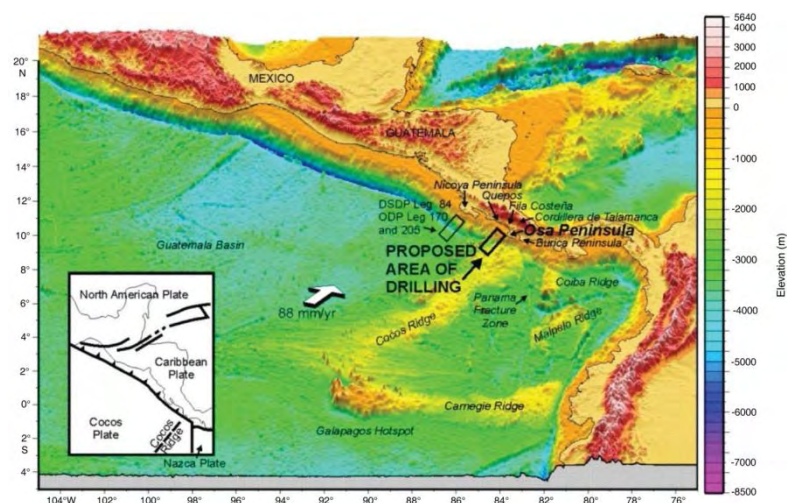 20°
N
18°
16°
14°
12°
10°
8°
6°
4°
2°
0°
2°
S
4°
MEXICO
GUATEMALA
Nicoya Peninsula
Quepos
Fila Costeña
Cordillera de Talamanca
Osa Peninsula
Burica Peninsula
DSDP Leg 84
ODP Leg 170
and 205
PROPOSED
AREA OF
DRILLING
Guatemala Basin
88 mm/yr
Cocos Ridge
Panama
Fracture
Zone
Coiba Ridge
Malpelo Ridge
Carnegie Ridge
Galapagos Hotspot
North American Plate
Caribbean
Plate
Cocos
Plate
Cocos
Ridge
Nazca Plate
104°W
102°
100°
98°
96°
94°
92°
90°
88°
86°
84°
82°
80°
78°
76°
5640
4000
3000
2000
1000
0
-1000
-2000
-3000
-4000
-5000
-6000
-7000
-8500
Elevation (m)